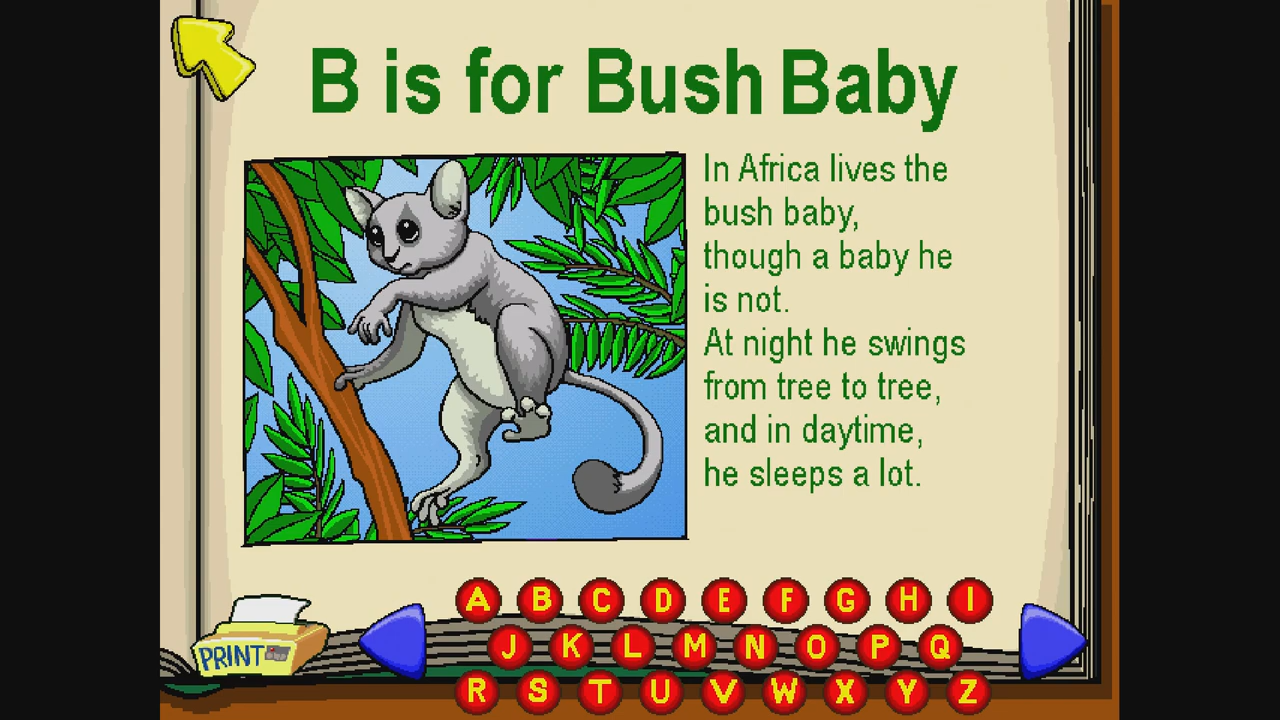 B is for Bush Baby
In Africa lives the
bush baby,
though a baby he
is not.
At night he swings
from tree to tree,
and in daytime,
he sleeps a lot.
A B C D E F G H I
J K L M N O P Q
PRINT
R S T U V W X Y Z